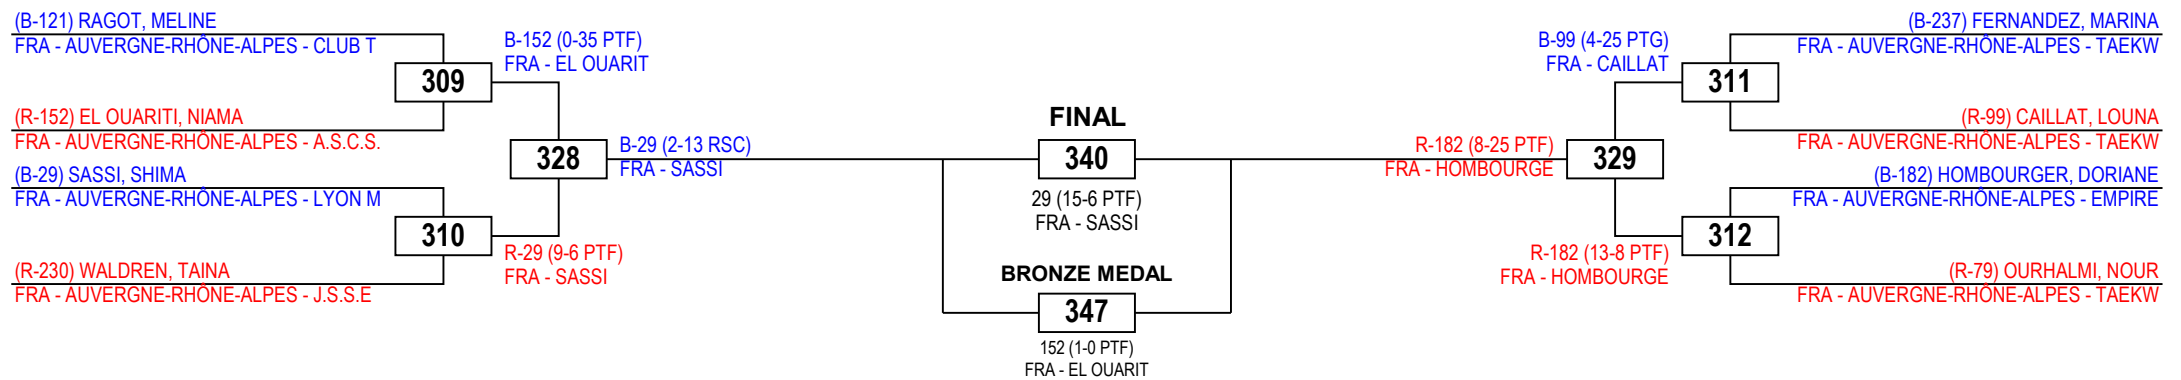 (B-121) RAGOT, MELINE
FRA - AUVERGNE-RHÔNE-ALPES - CLUB T
309
(R-152) EL OUARITI, NIAMA
FRA - AUVERGNE-RHÔNE-ALPES - A.S.C.S.
B-152 (0-35 PTF)
FRA - EL OUARIT
328
(B-29) SASSI, SHIMA
FRA - AUVERGNE-RHÔNE-ALPES - LYON M
310
(R-230) WALDREN, TAINA
FRA - AUVERGNE-RHÔNE-ALPES - J.S.S.E
R-29 (9-6 PTF)
FRA - SASSI
B-29 (2-13 RSC)
FRA - SASSI
FINAL
340
29 (15-6 PTF)
FRA - SASSI
BRONZE MEDAL
347
152 (1-0 PTF)
FRA - EL OUARIT
R-182 (8-25 PTF)
FRA - HOMBOURGE
329
B-99 (4-25 PTG)
FRA - CAILLAT
311
(B-237) FERNANDEZ, MARINA
FRA - AUVERGNE-RHÔNE-ALPES - TAEKW
(R-99) CAILLAT, LOUNA
FRA - AUVERGNE-RHÔNE-ALPES - TAEKW
(B-182) HOMBOURGER, DORIANE
FRA - AUVERGNE-RHÔNE-ALPES - EMPIRE
312
R-182 (13-8 PTF)
FRA - HOMBOURGE
(R-79) OURHALMI, NOUR
FRA - AUVERGNE-RHÔNE-ALPES - TAEKW